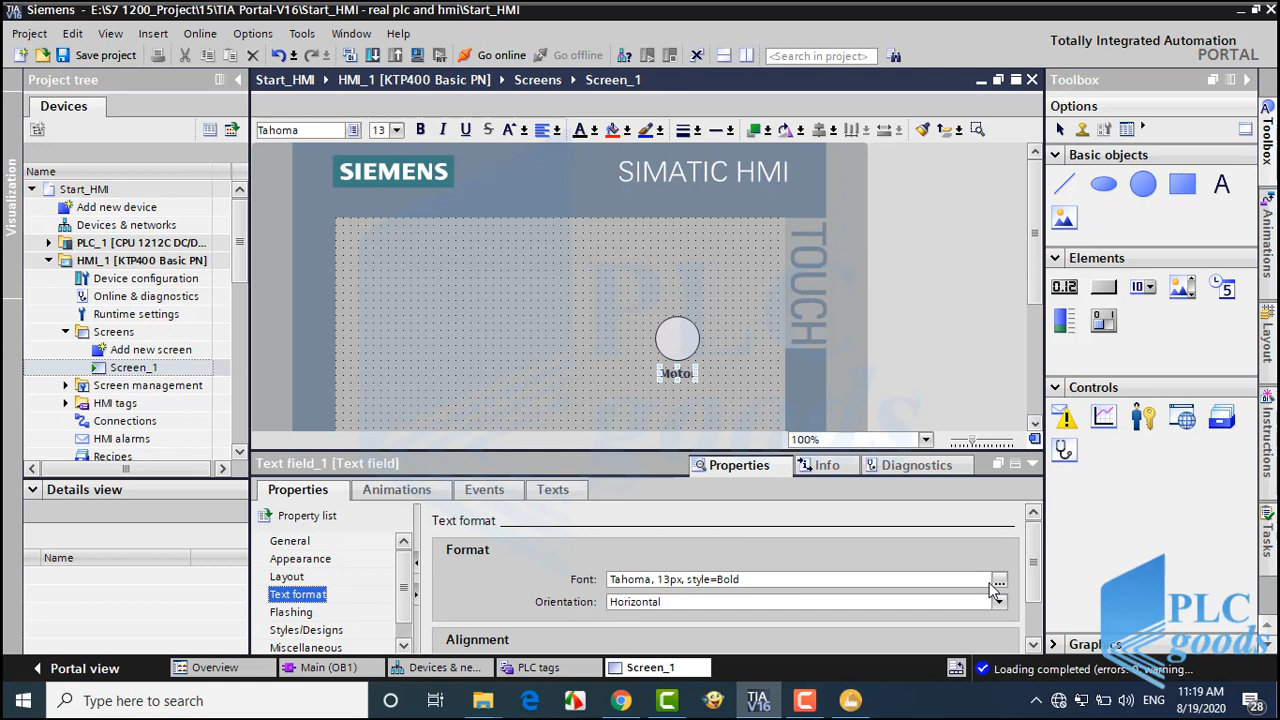 Siemens - E:\S7 1200_Project\15\TIA Portal-V16\Start_HMI - real plc and hmi\Start_HMI
Project Edit View Insert Online Options Tools Window Help
Totally Integrated Automation
PORTAL
Save project
Go online
Go offline
<Search in project>
Project tree
Start_HMI
HMI_1 [KTP400 Basic PN]
Screens
Screen_1
Toolbox
Devices
Options
Tahoma
13
Name
Visualization
Start_HMI
Add new device
Devices & networks
PLC_1 [CPU 1212C DC/D...
HMI_1 [KTP400 Basic PN]
Device configuration
Online & diagnostics
Runtime settings
Screens
Add new screen
Screen_1
Screen management
HMI tags
Connections
HMI alarms
Recipes
SIEMENS
SIMATIC HMI
TOUCH
Motor
100%
Basic objects
Elements
0.12
10
5
Controls
Graphics
Toolbox
Animations
Layout
Instructions
Tasks
Details view
Name
Text field_1 [Text field]
Properties
Info
Diagnostics
Properties
Animations
Events
Texts
Property list
General
Appearance
Layout
Text format
Flashing
Styles/Designs
Miscellaneous
Text format
Format
Font:
Tahoma, 13px, style=Bold
Orientation:
Horizontal
Alignment
PLC
goods
Portal view
Overview
Main (OB1)
Devices & ne...
PLC tags
Screen_1
Loading completed (errors: 0, warning...
Type here to search
ENG
11:19 AM
8/19/2020
28